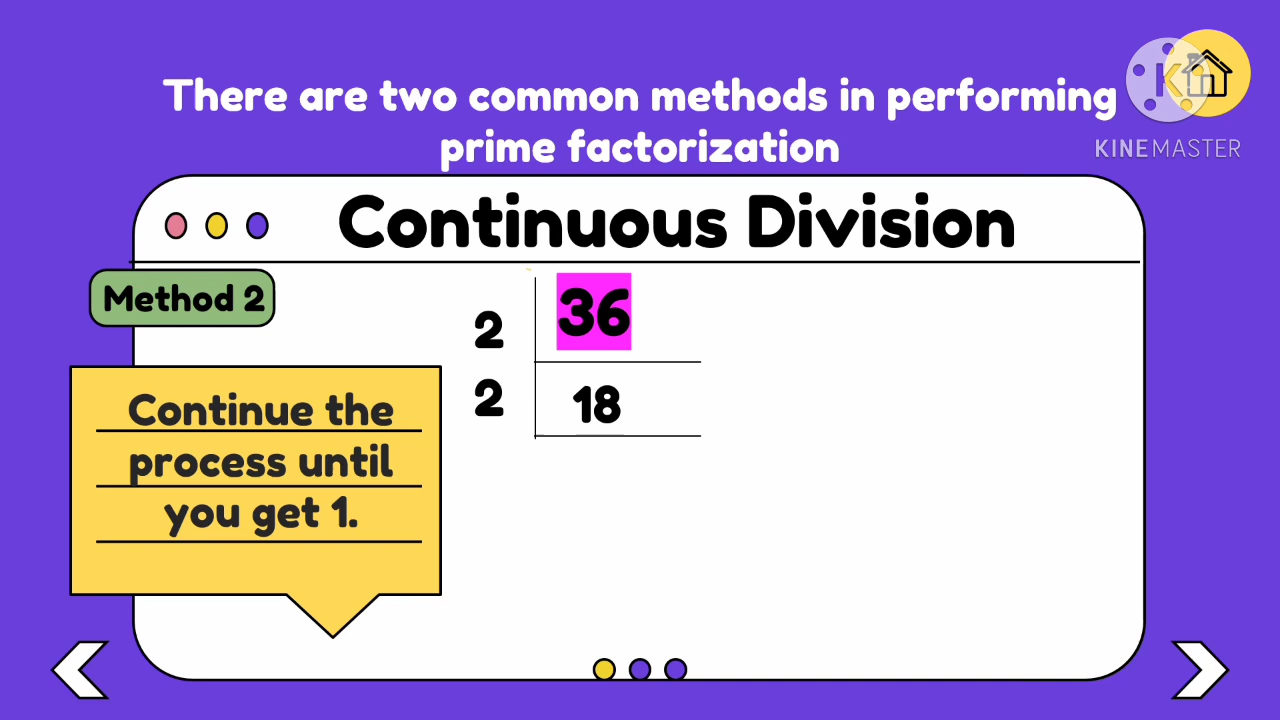 There are two common methods in performing
prime factorization
KINEMASTER
Continuous Division
Method 2
2 36
2 18
Continue the
process until
you get 1.